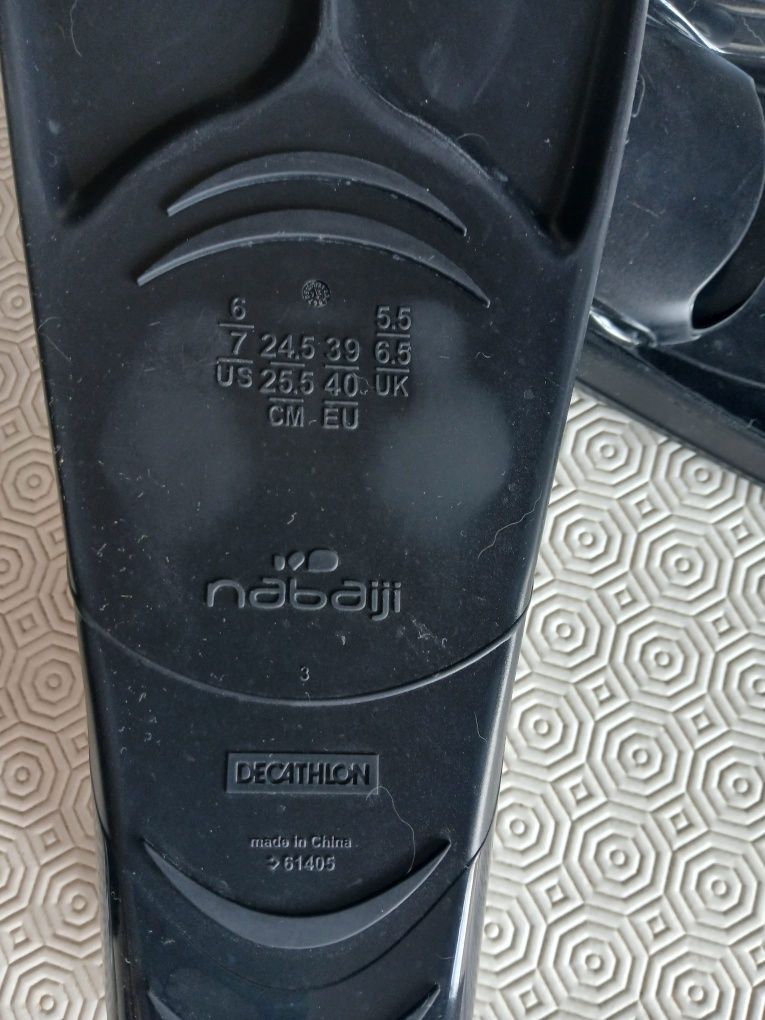 6 5.5
7 24.5 39 6.5
US 25.5 40 UK
CM EU
nabaiji
3
DECATHLON
made in China
61405